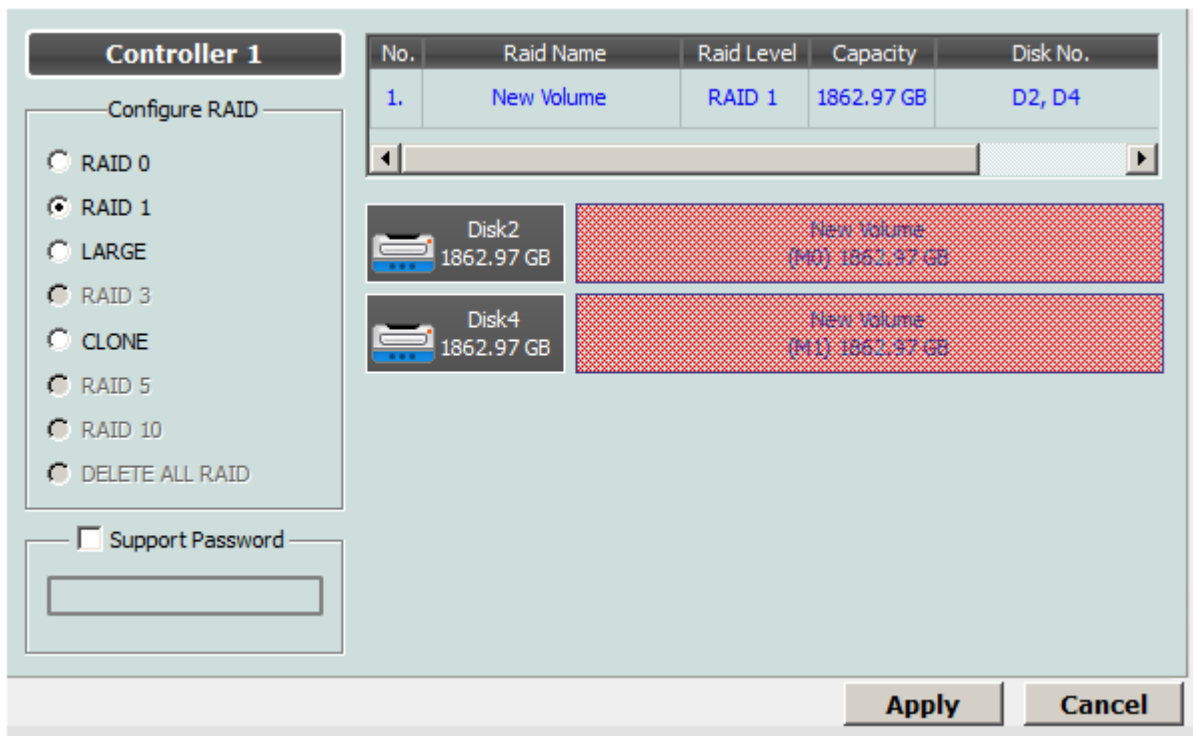 Controller 1
Configure RAID
RAID 0
RAID 1
LARGE
RAID 3
CLONE
RAID 5
RAID 10
DELETE ALL RAID
Support Password
No. Raid Name Raid Level Capacity Disk No.
1. New Volume RAID 1 1862.97 GB D2, D4
Disk2
1862.97 GB
New Volume
(M0) 1862.97 GB
Disk4
1862.97 GB
New Volume
(M1) 1862.97 GB
Apply Cancel